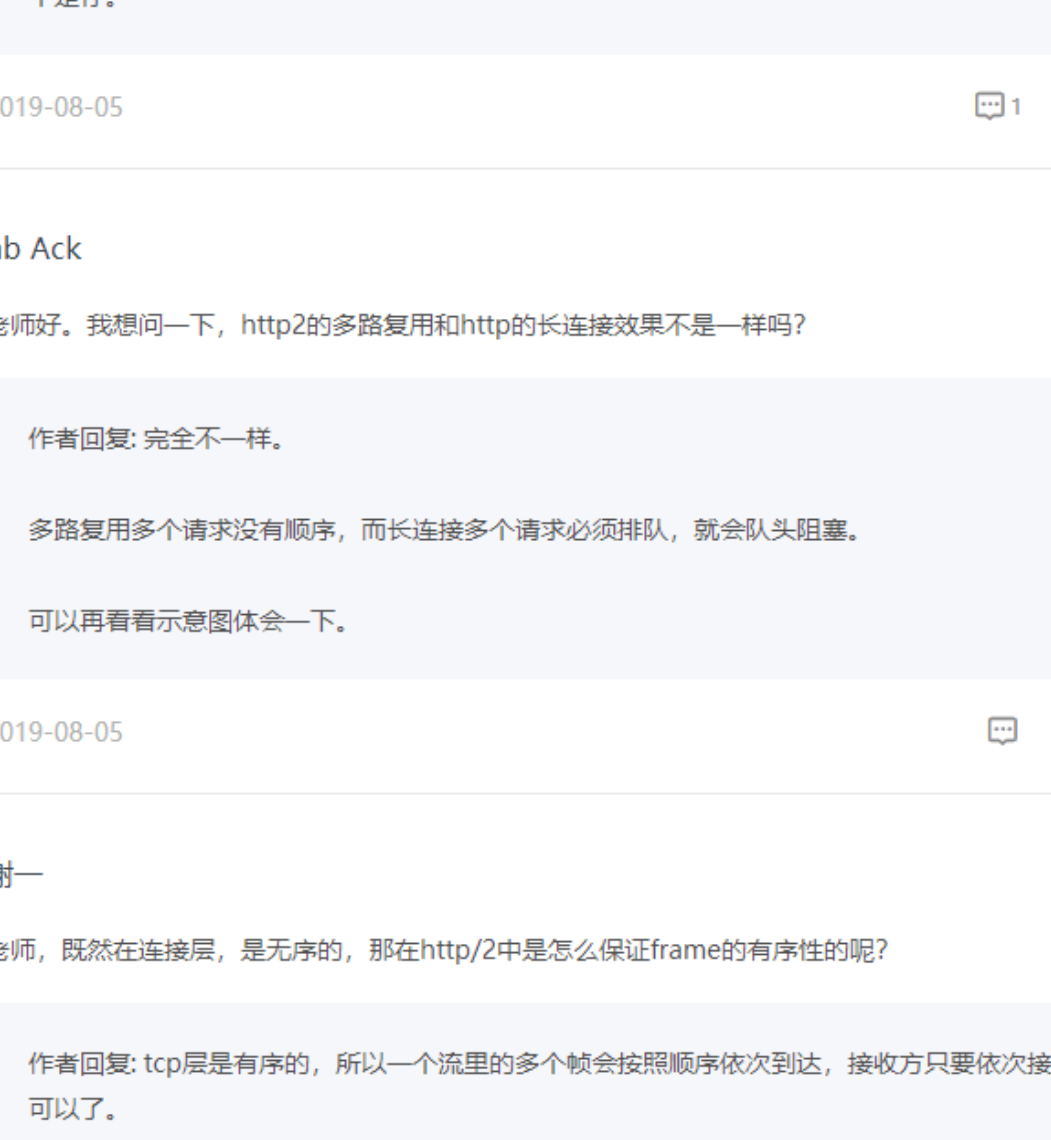 019-08-05
1
b Ack
老师好。我想问一下，http2的多路复用和http的长连接效果不是一样吗？
作者回复: 完全不一样。
多路复用多个请求没有顺序，而长连接多个请求必须排队，就会队头阻塞。
可以再看看示意图体会一下。
019-08-05
谢一
老师，既然在连接层，是无序的，那在http/2中是怎么保证frame的有序性的呢？
作者回复: tcp层是有序的，所以一个流里的多个帧会按照顺序依次到达，接收方只要依次接
可以了。